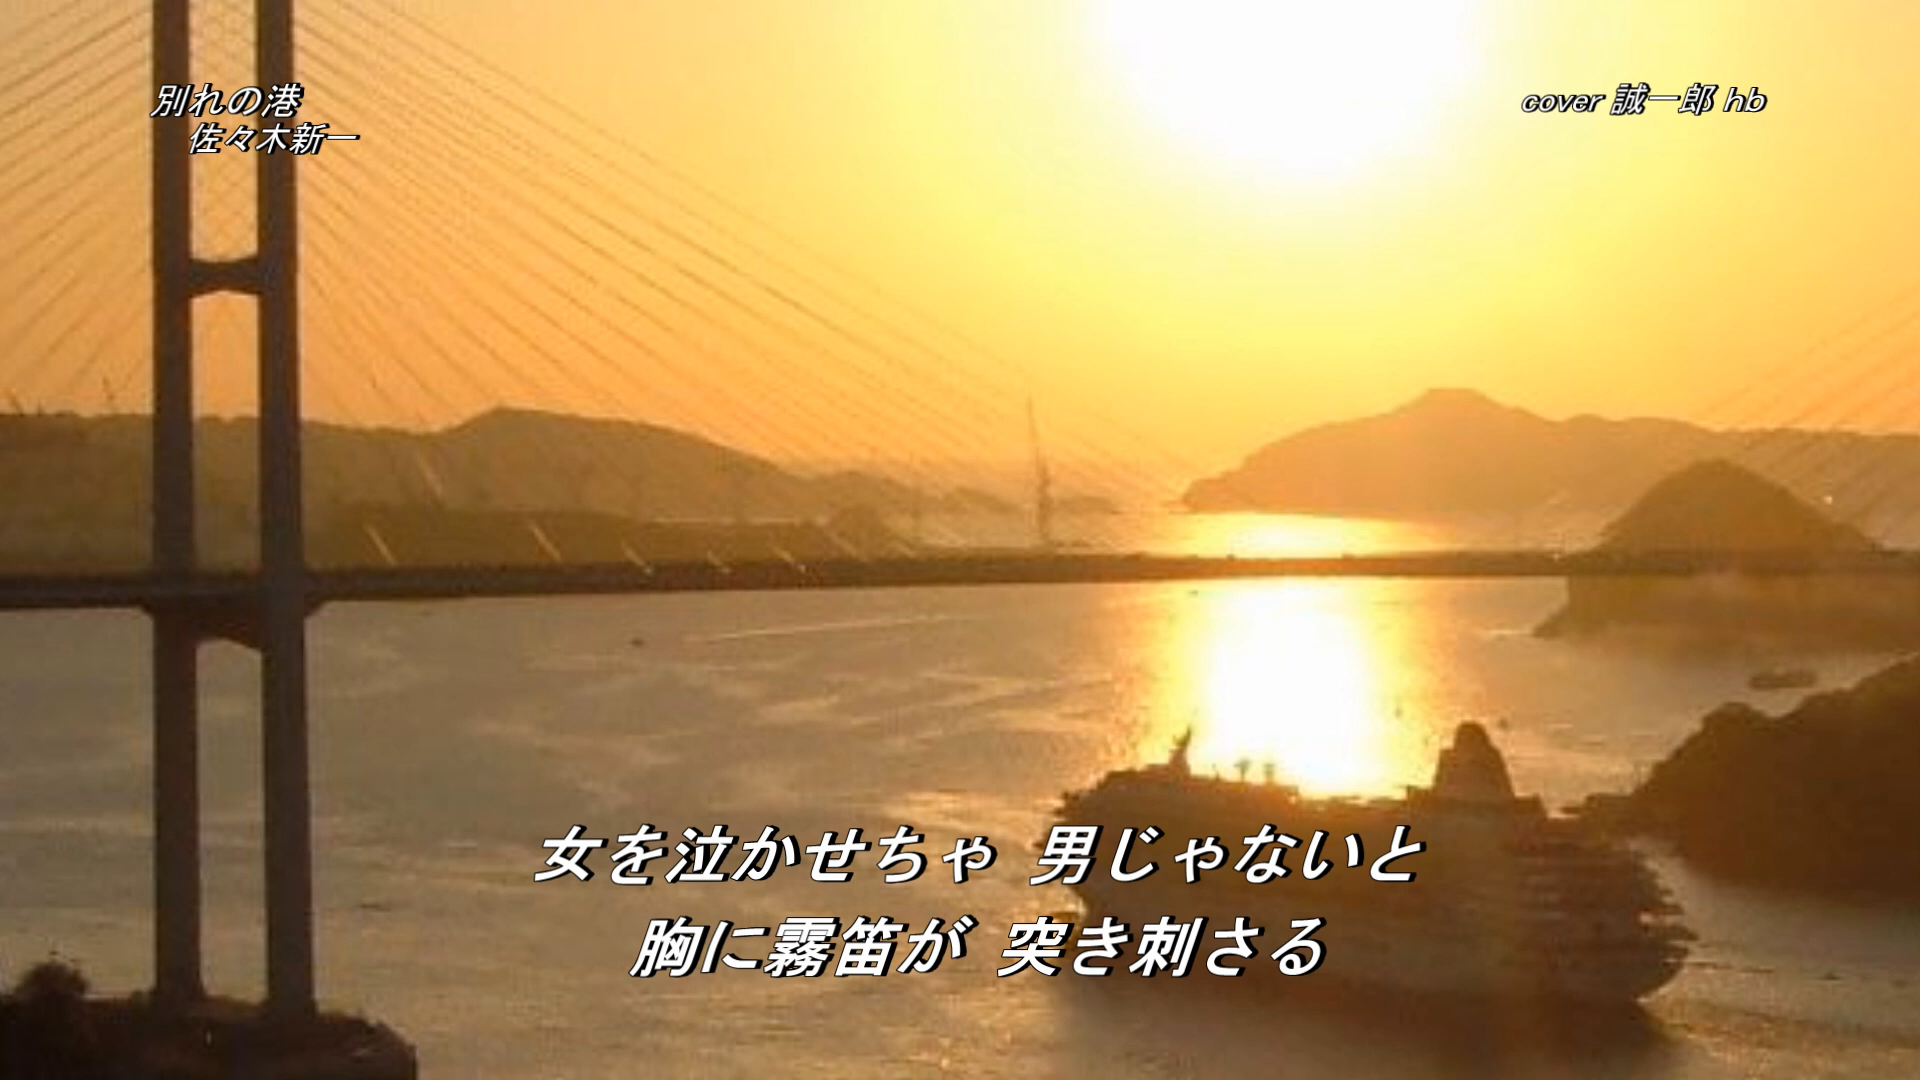 別れの港
佐々木新一
cover 誠一郎 hb
女を泣かせちゃ 男じゃないと
胸に霧笛が 突き刺さる